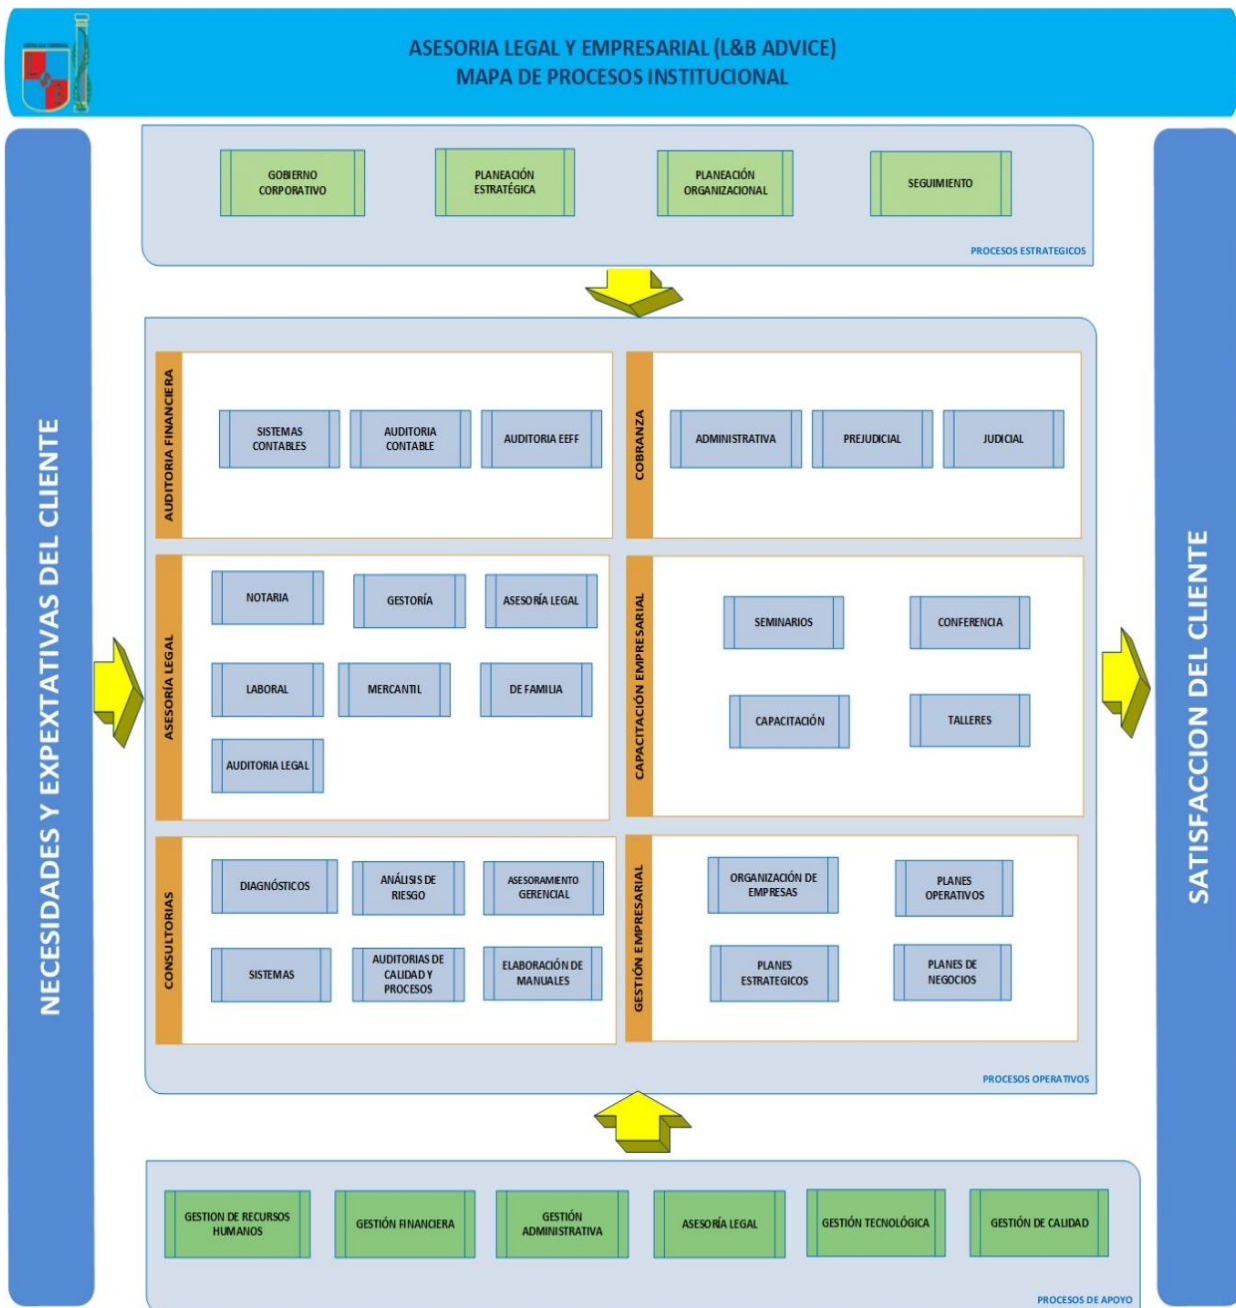 ASESORIA LEGAL Y EMPRESARIAL (L&B ADVICE)
MAPA DE PROCESOS INSTITUCIONAL
NECESIDADES Y EXPEXTATIVAS DEL CLIENTE
GOBIERNO
CORPORATIVO
PLANEACIÓN
ESTRATÉGICA
PLANEACIÓN
ORGANIZACIONAL
SEGUIMIENTO
PROCESOS ESTRATEGICOS
AUDITORIA FINANCIERA
SISTEMAS
CONTABLES
AUDITORIA
CONTABLE
AUDITORIA EEFF
COBRANZA
ADMINISTRATIVA
PREJUDICIAL
JUDICIAL
ASESORÍA LEGAL
NOTARIA
GESTORÍA
ASESORÍA LEGAL
LABORAL
MERCANTIL
DE FAMILIA
AUDITORIA LEGAL
CAPACITACIÓN EMPRESARIAL
SEMINARIOS
CONFERENCIA
CAPACITACIÓN
TALLERES
CONSULTORIAS
DIAGNÓSTICOS
ANÁLISIS DE
RIESGO
ASESORAMIENTO
GERENCIAL
SISTEMAS
AUDITORIAS DE
CALIDAD Y
PROCESOS
ELABORACIÓN DE
MANUALES
GESTIÓN EMPRESARIAL
ORGANIZACIÓN DE
EMPRESAS
PLANES
OPERATIVOS
PLANES
ESTRATEGICOS
PLANES DE
NEGOCIOS
PROCESOS OPERATIVOS
GESTION DE RECURSOS
HUMANOS
GESTIÓN FINANCIERA
GESTIÓN
ADMINISTRATIVA
ASESORÍA LEGAL
GESTIÓN TECNOLÓGICA
GESTIÓN DE CALIDAD
PROCESOS DE APOYO
SATISFACCION DEL CLIENTE